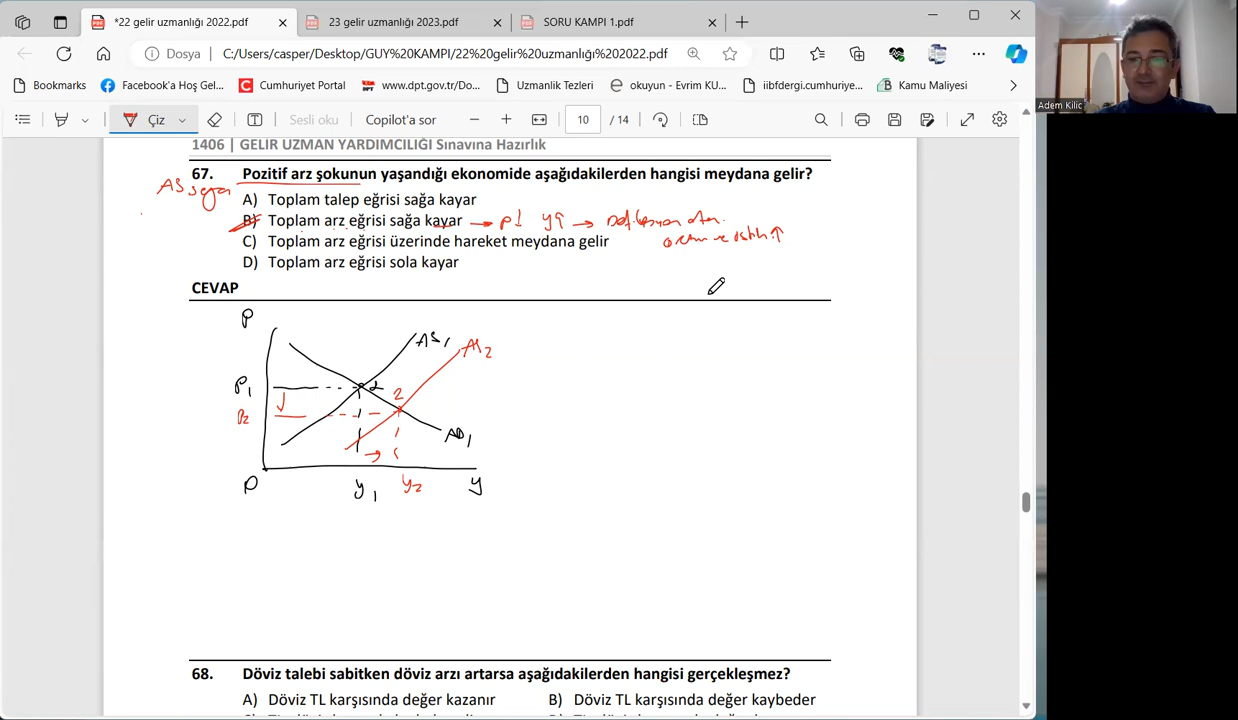 *22 gelir uzmanlığı 2022.pdf
23 gelir uzmanlığı 2023.pdf
SORU KAMPI 1.pdf
Dosya
C:/Users/casper/Desktop/GUY%20KAMPI/22%20gelir%20uzmanlığı%202022.pdf
Bookmarks
Facebook'a Hoş Gel...
Cumhuriyet Portal
www.dpt.gov.tr/Do...
Uzmanlık Tezleri
okuyun - Evrim KU...
iibfdergi.cumhuriye...
Kamu Maliyesi
Adem Kilic
Çiz
Sesli oku
Copilot'a sor
10 / 14
1406 | GELIR UZMAN YARDIMCILIĞI Sınavına Hazırlık
67. Pozitif arz şokunun yaşandığı ekonomide aşağıdakilerden hangisi meydana gelir?
AS sağa
A) Toplam talep eğrisi sağa kayar
B) Toplam arz eğrisi sağa kayar → P↓ y↑ →
C) Toplam arz eğrisi üzerinde hareket meydana gelir
D) Toplam arz eğrisi sola kayar
CEVAP
P
AS1
AS2
P1
2
P2
AD1
y1
y2
y
68. Döviz talebi sabitken döviz arzı artarsa aşağıdakilerden hangisi gerçekleşmez?
A) Döviz TL karşısında değer kazanır
B) Döviz TL karşısında değer kaybeder